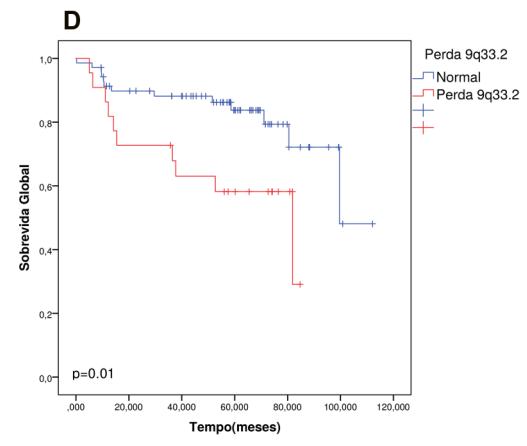 D
Perda 9q33.2
Normal
Perda 9q33.2
Sobrevida Global
1,0
0,8
0,6
0,4
0,2
0,0
p=0.01
,000 20,000 40,000 60,000 80,000 100,000 120,000
Tempo(meses)